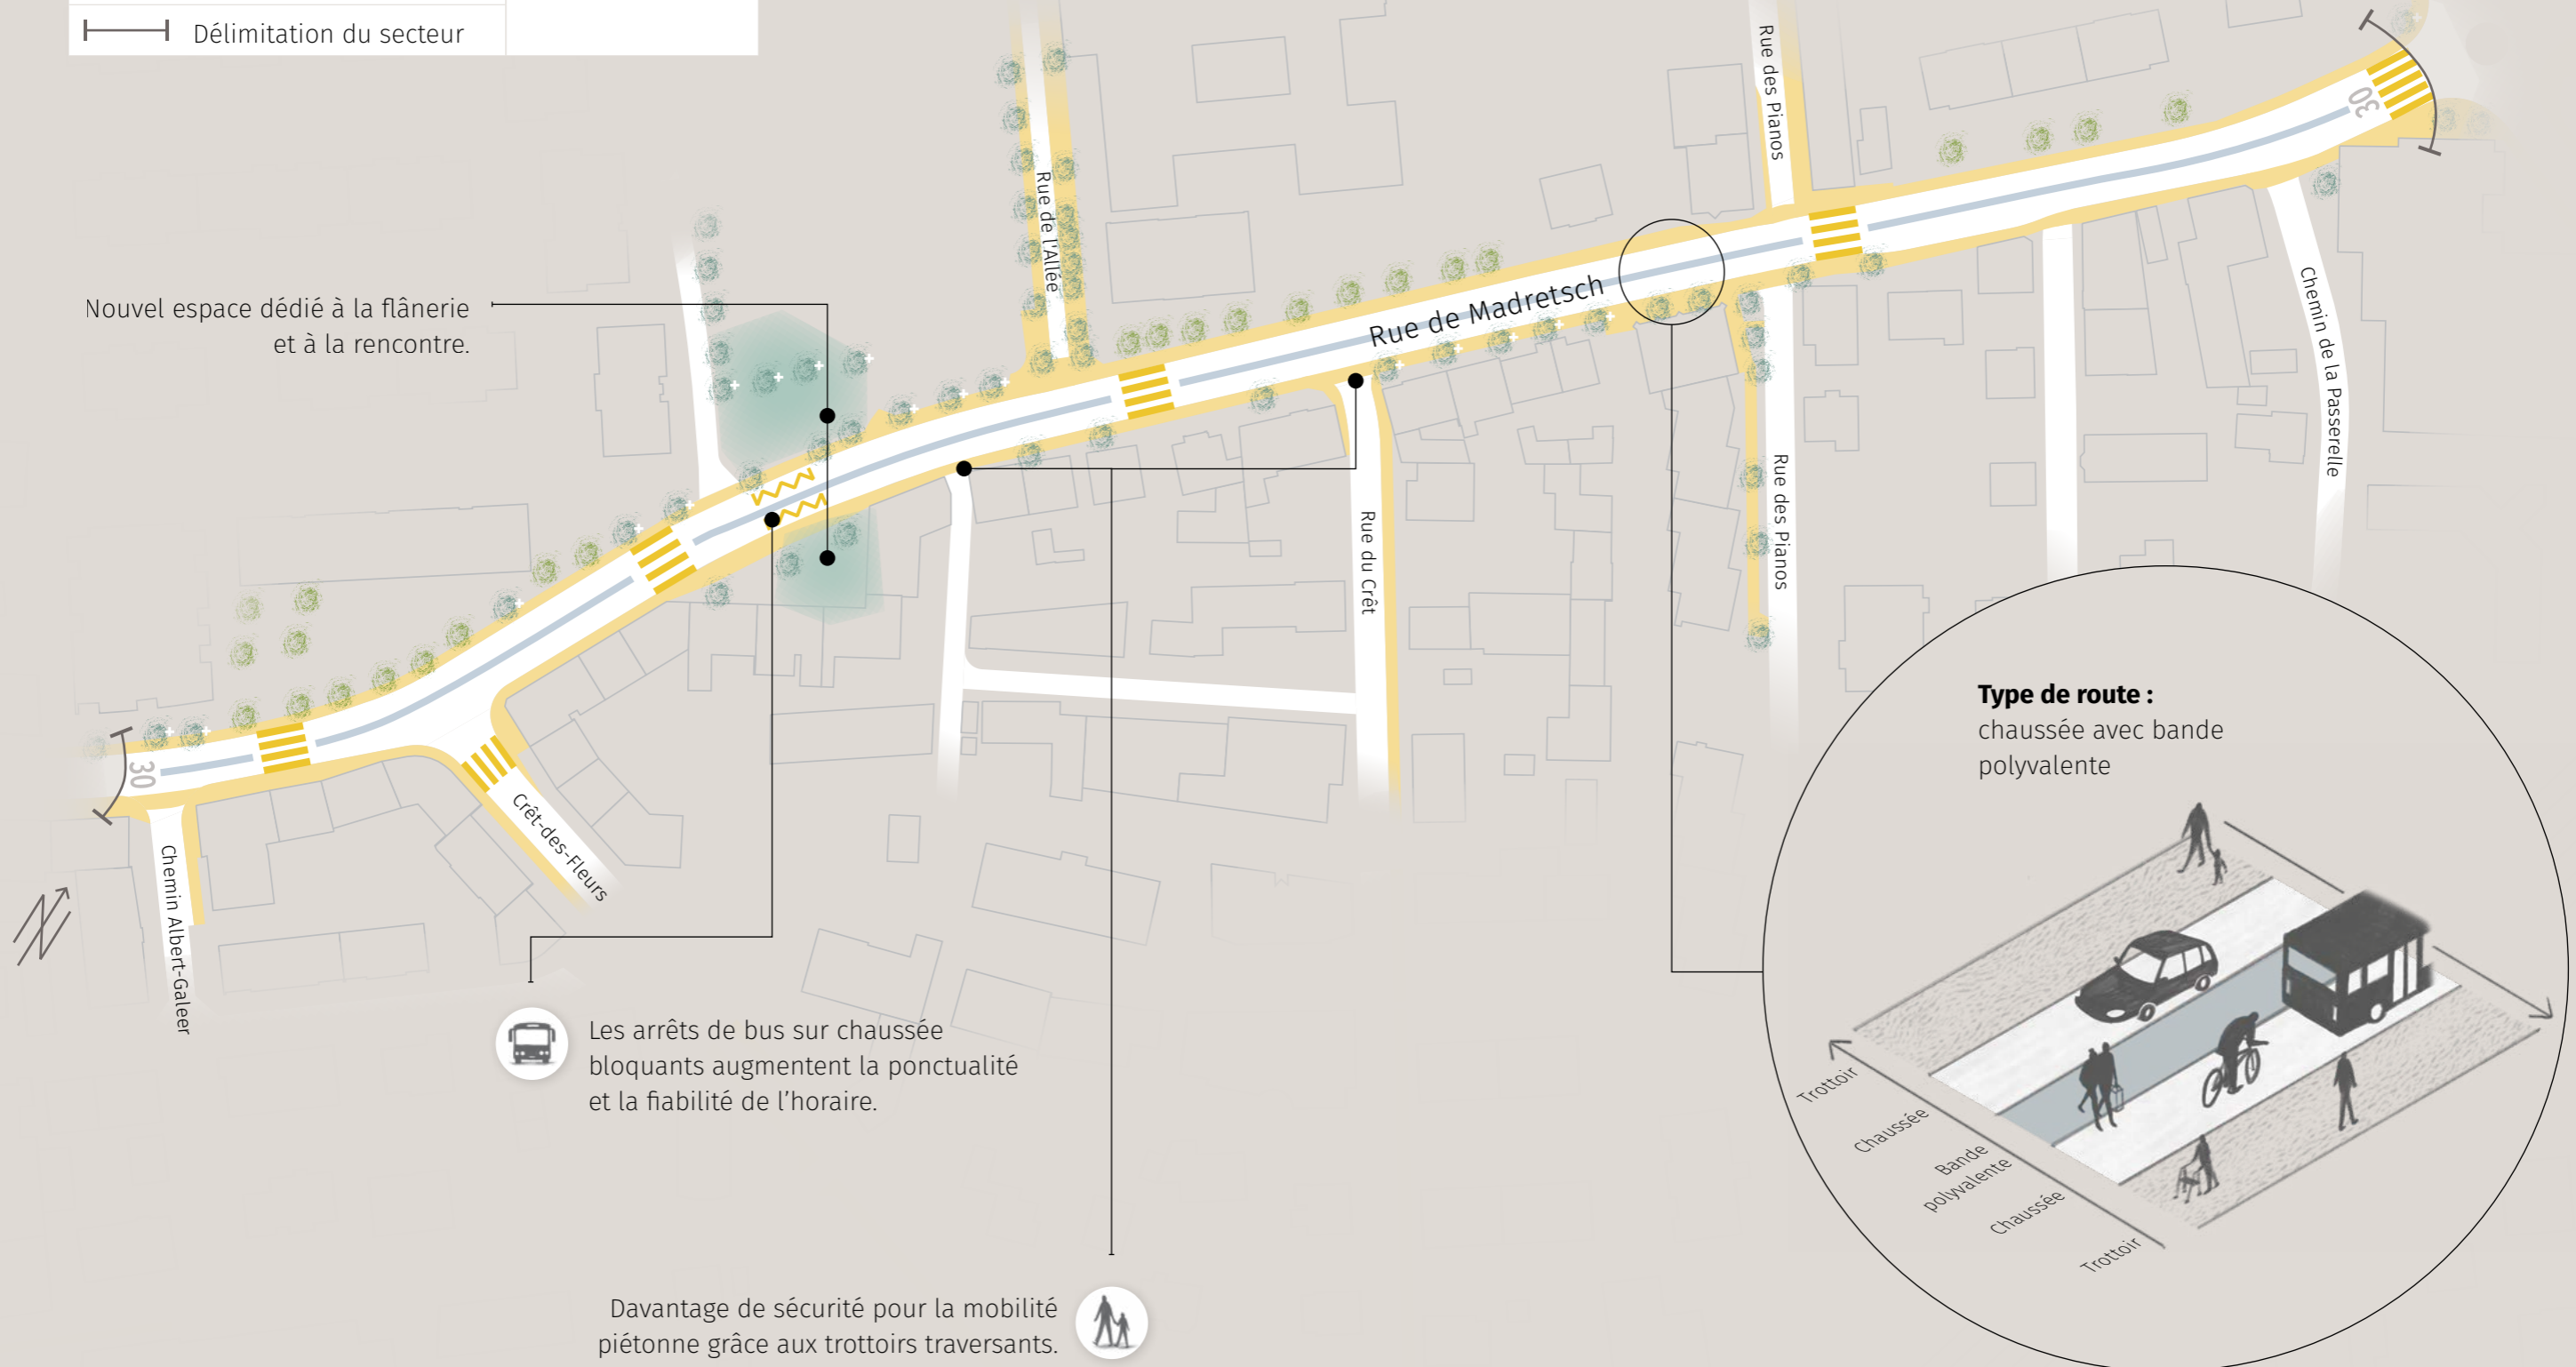 Délimitation du secteur
Rue des Pianos
30
Rue de l'Allée
Nouvel espace dédié à la flânerie
et à la rencontre.
Rue de Madretsch
Chemin de la Passerelle
Rue des Pianos
Rue du Crêt
Type de route :
chaussée avec bande
polyvalente
30
Crêt-des-Fleurs
Chemin Albert-Galeer
Les arrêts de bus sur chaussée
bloquants augmentent la ponctualité
et la fiabilité de l’horaire.
Trottoir
Chaussée
Bande
polyvalente
Chaussée
Trottoir
Davantage de sécurité pour la mobilité
piétonne grâce aux trottoirs traversants.